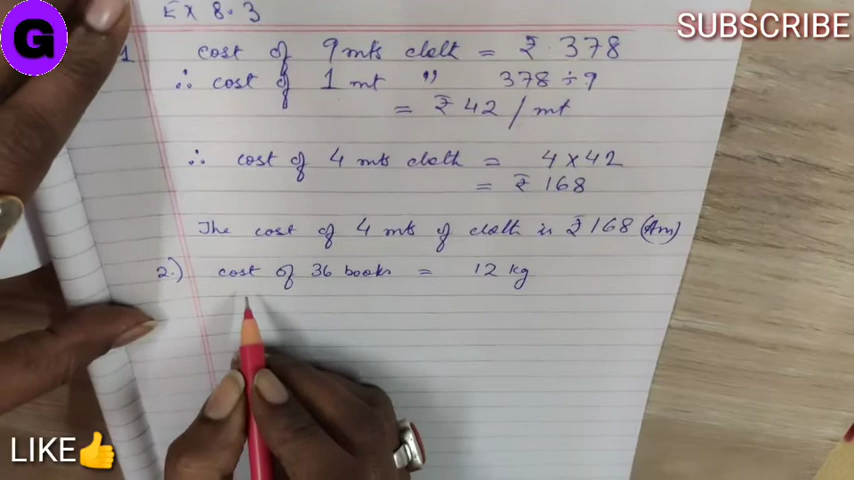 G
SUBSCRIBE
Ex 8.3
1 cost of 9 mts cloth = ₹ 378
∴ cost of 1 mt " 378 ÷ 9
= ₹ 42 / mt
∴ cost of 4 mts cloth = 4 × 42
= ₹ 168
The cost of 4 mts of cloth is ₹ 168 (Am)
2.) cost of 36 books = 12 kg
LIKE👍